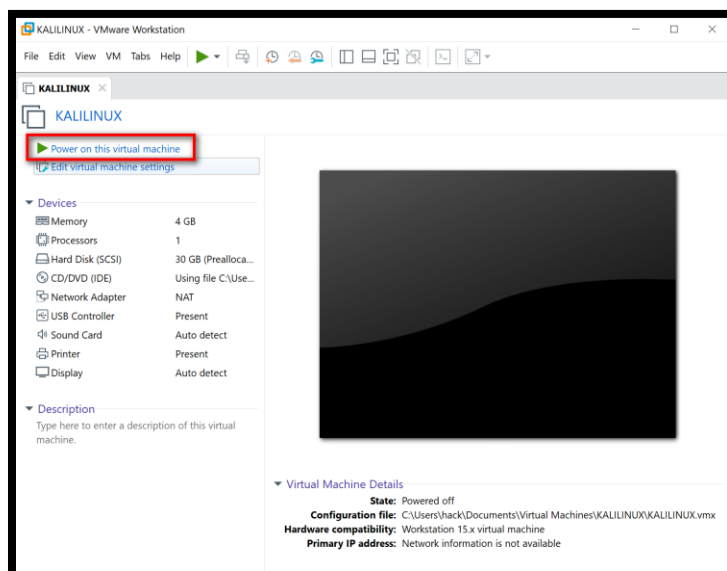 KALILINUX - VMware Workstation
File Edit View VM Tabs Help
KALILINUX
KALILINUX
Power on this virtual machine
Edit virtual machine settings
Devices
Memory 4 GB
Processors 1
Hard Disk (SCSI) 30 GB (Prealloca...
CD/DVD (IDE) Using file C:\Use...
Network Adapter NAT
USB Controller Present
Sound Card Auto detect
Printer Present
Display Auto detect
Description
Type here to enter a description of this virtual
machine.
Virtual Machine Details
State: Powered off
Configuration file: C:\Users\hack\Documents\Virtual Machines\KALILINUX\KALILINUX.vmx
Hardware compatibility: Workstation 15.x virtual machine
Primary IP address: Network information is not available